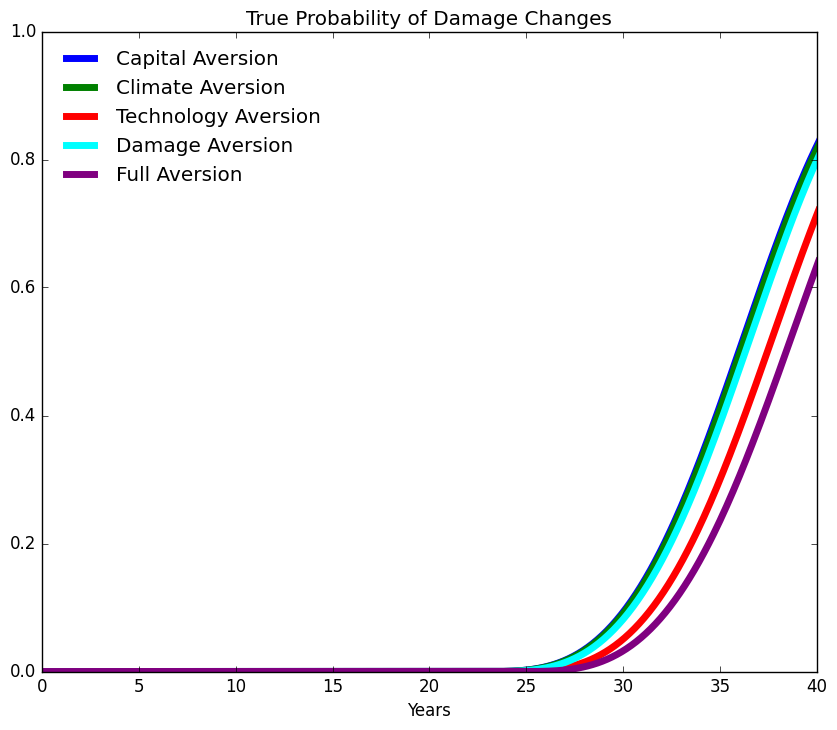 True Probability of Damage Changes
1.0
Capital Aversion
Climate Aversion
Technology Aversion
Damage Aversion
Full Aversion
0.8
0.6
0.4
0.2
0.0
0 5 10 15 20 25 30 35 40
Years